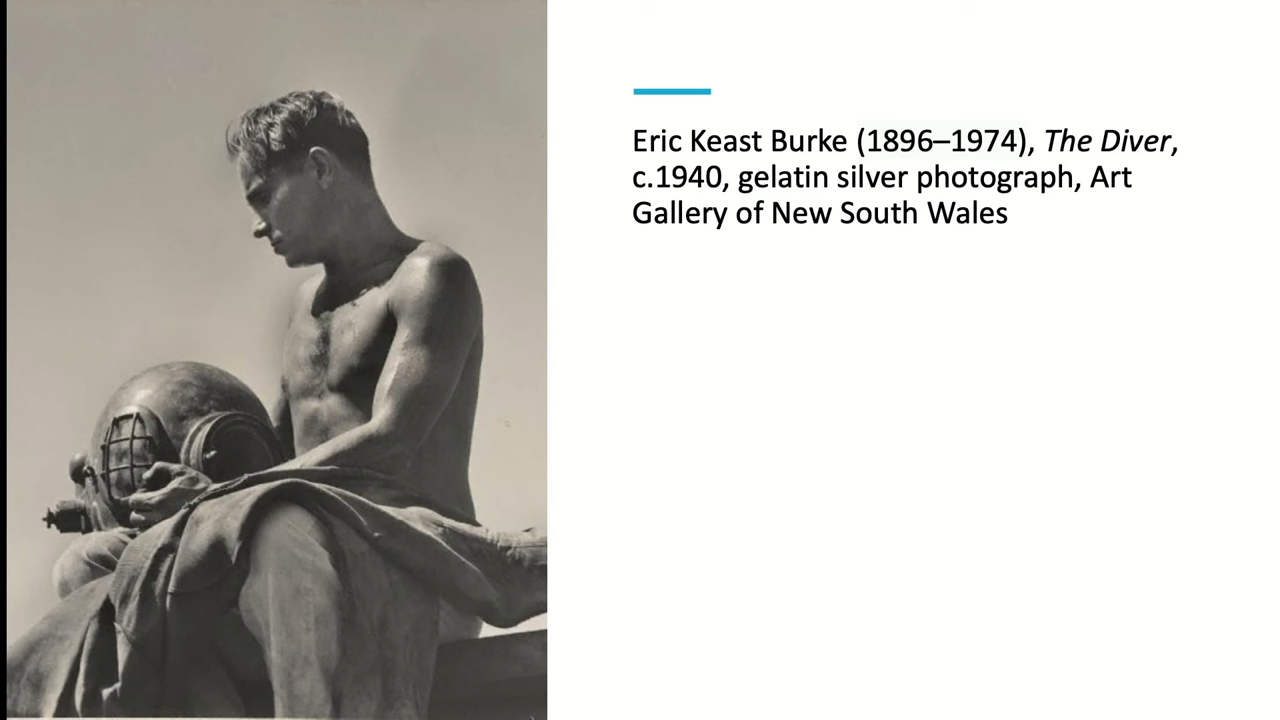 Eric Keast Burke (1896–1974), The Diver,
c.1940, gelatin silver photograph, Art
Gallery of New South Wales